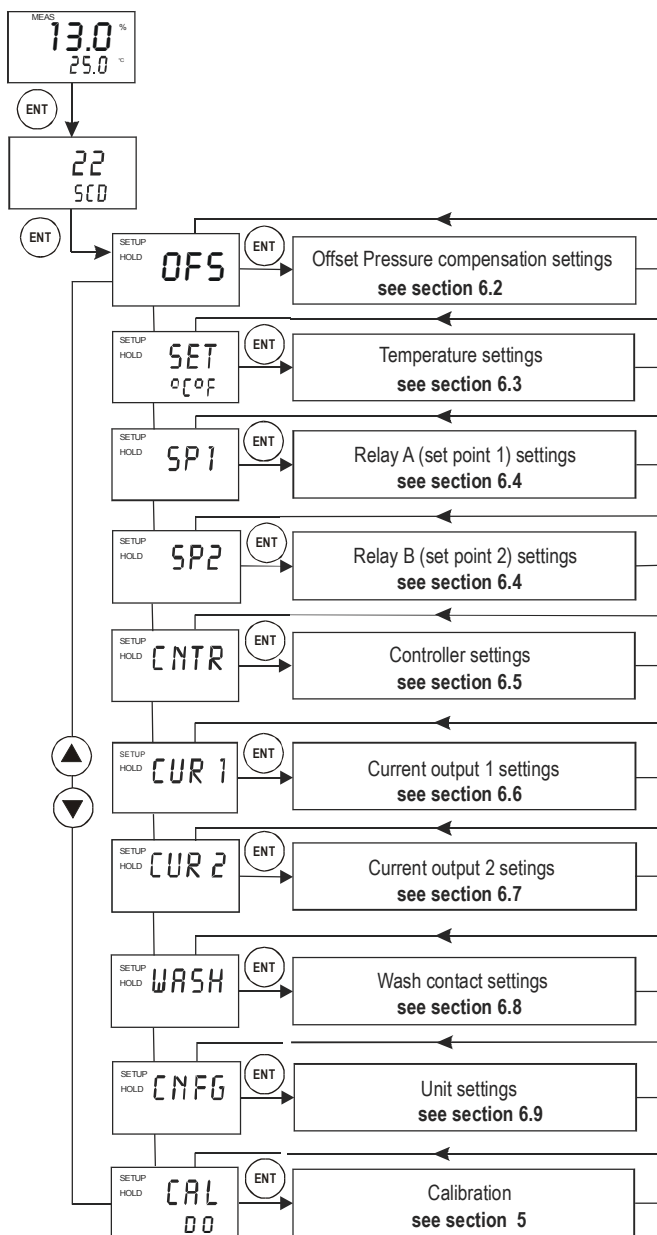 MEAS
13.0 %
25.0 °C
ENT
22
SCD
ENT
SETUP
HOLD
OFS
ENT
Offset Pressure compensation settings
see section 6.2
SETUP
HOLD
SET
°C°F
ENT
Temperature settings
see section 6.3
SETUP
HOLD
SP1
ENT
Relay A (set point 1) settings
see section 6.4
SETUP
HOLD
SP2
ENT
Relay B (set point 2) settings
see section 6.4
SETUP
HOLD
CNTR
ENT
Controller settings
see section 6.5
SETUP
HOLD
CUR 1
ENT
Current output 1 settings
see section 6.6
SETUP
HOLD
CUR 2
ENT
Current output 2 setings
see section 6.7
SETUP
HOLD
WASH
ENT
Wash contact settings
see section 6.8
SETUP
HOLD
CNFG
ENT
Unit settings
see section 6.9
SETUP
HOLD
CAL
DO
ENT
Calibration
see section 5